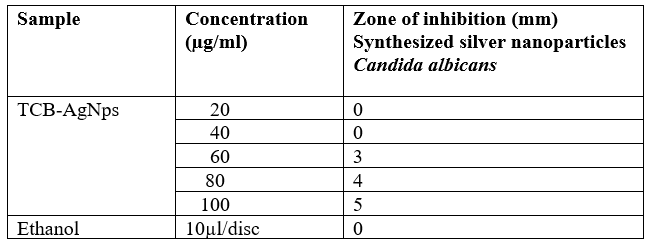 Sample Concentration Zone of inhibition (mm)
(µg/ml) Synthesized silver nanoparticles
Candida albicans
TCB-AgNps 20 0
40 0
60 3
80 4
100 5
Ethanol 10µl/disc 0